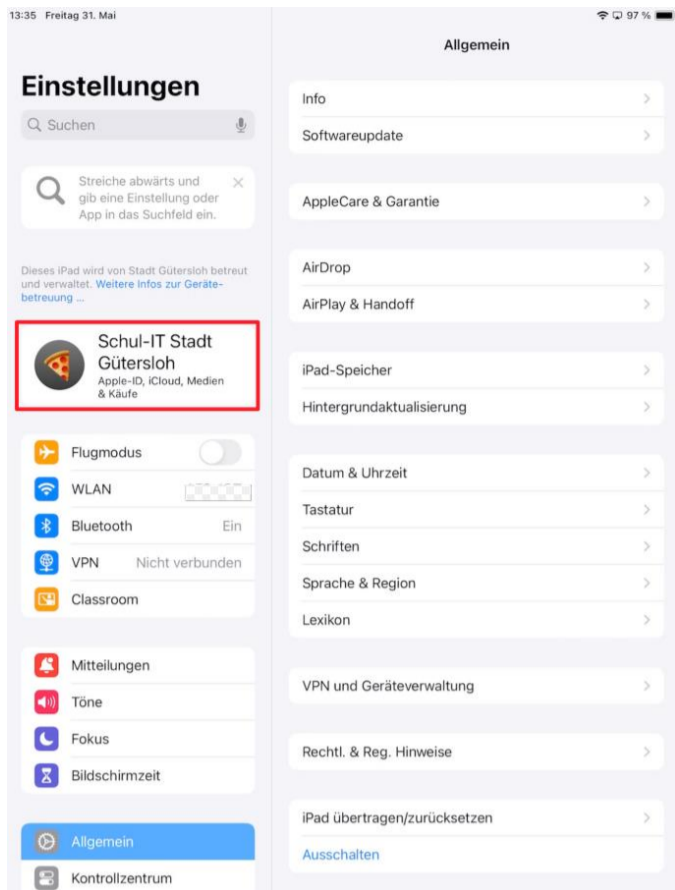 13:35 Freitag 31. Mai
97 %
Einstellungen
Suchen
Streiche abwärts und
gib eine Einstellung oder
App in das Suchfeld ein.
Dieses iPad wird von Stadt Gütersloh betreut
und verwaltet. Weitere Infos zur Geräte-
betreuung ...
Schul-IT Stadt
Gütersloh
Apple-ID, iCloud, Medien
& Käufe
Flugmodus
WLAN
Bluetooth Ein
VPN Nicht verbunden
Classroom
Mitteilungen
Töne
Fokus
Bildschirmzeit
Allgemein
Kontrollzentrum
Allgemein
Info
Softwareupdate
AppleCare & Garantie
AirDrop
AirPlay & Handoff
iPad-Speicher
Hintergrundaktualisierung
Datum & Uhrzeit
Tastatur
Schriften
Sprache & Region
Lexikon
VPN und Geräteverwaltung
Rechtl. & Reg. Hinweise
iPad übertragen/zurücksetzen
Ausschalten